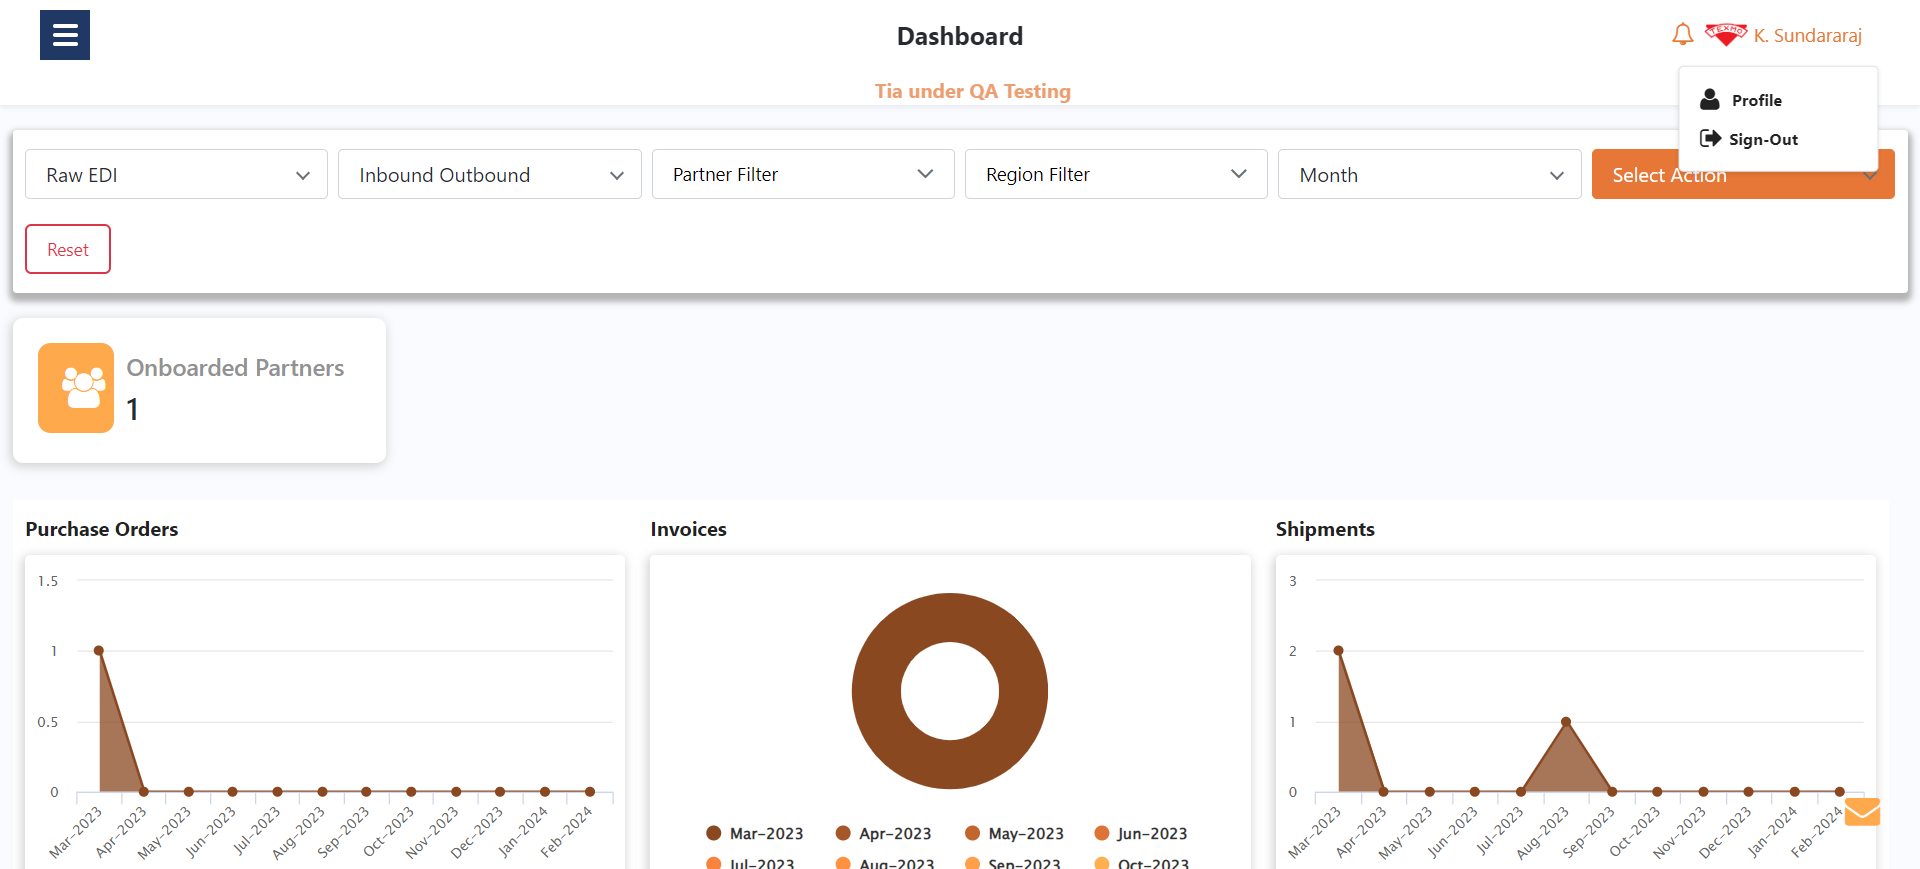 Dashboard
TEXMO
K. Sundararaj
Tia under QA Testing
Profile
Sign-Out
Raw EDI
Inbound Outbound
Partner Filter
Region Filter
Month
Select Action
Reset
Onboarded Partners
1
Purchase Orders
1.5
1
0.5
0
Mar-2023
Apr-2023
May-2023
Jun-2023
Jul-2023
Aug-2023
Sep-2023
Oct-2023
Nov-2023
Dec-2023
Jan-2024
Feb-2024
Invoices
Mar-2023 Apr-2023 May-2023 Jun-2023
Jul-2023 Aug-2023 Sep-2023 Oct-2023
Shipments
3
2
1
0
Mar-2023
Apr-2023
May-2023
Jun-2023
Jul-2023
Aug-2023
Sep-2023
Oct-2023
Nov-2023
Dec-2023
Jan-2024
Feb-2024